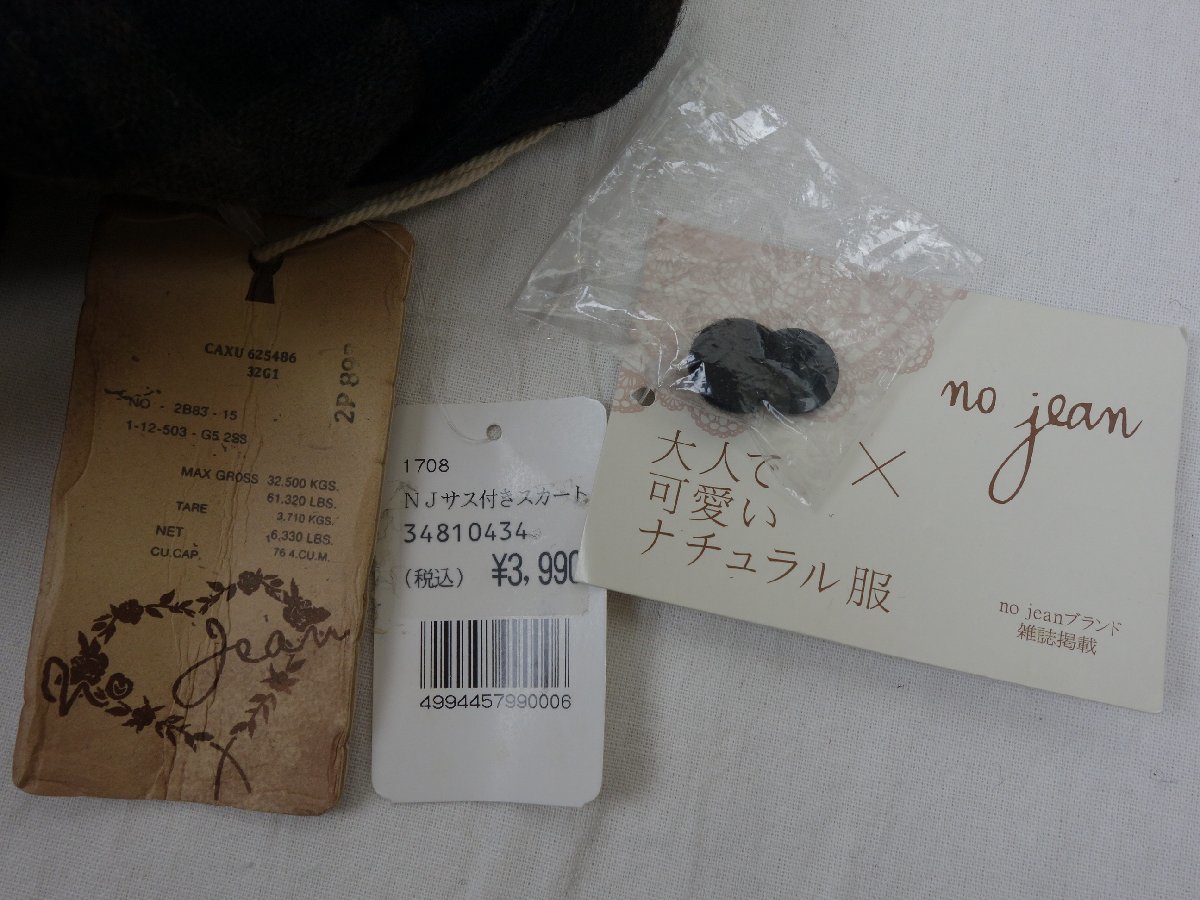 CAXU 625486
32G1
NO - 2B83 - 15
1-12-503 - G5 288
MAX GROSS 32.500 KGS.
61.320 LBS.
TARE 3.710 KGS.
NET 6,330 LBS.
CU.CAP. 76 4.CU.M.
no jean
1708
NJサス付きスカート
34810434
(税込) ¥3,990
4994457990006
大人で
可愛い
ナチュラル服
×
no jean
no jeanブランド
雑誌掲載